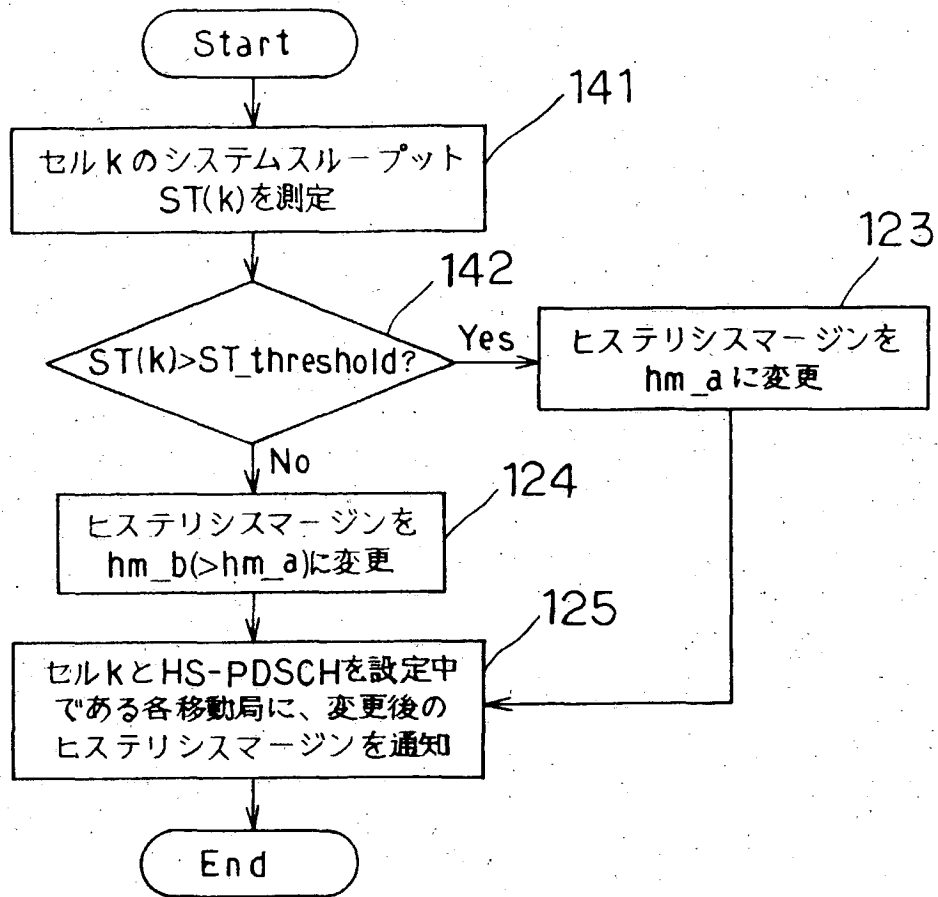 Start
141
セルkのシステムスループット
ST(k)を測定
142
ST(k)>ST_threshold?
Yes
123
ヒステリシスマージンを
hm_aに変更
No
124
ヒステリシスマージンを
hm_b(>hm_a)に変更
125
セルkとHS-PDSCHを設定中
である各移動局に、変更後の
ヒステリシスマージンを通知
End